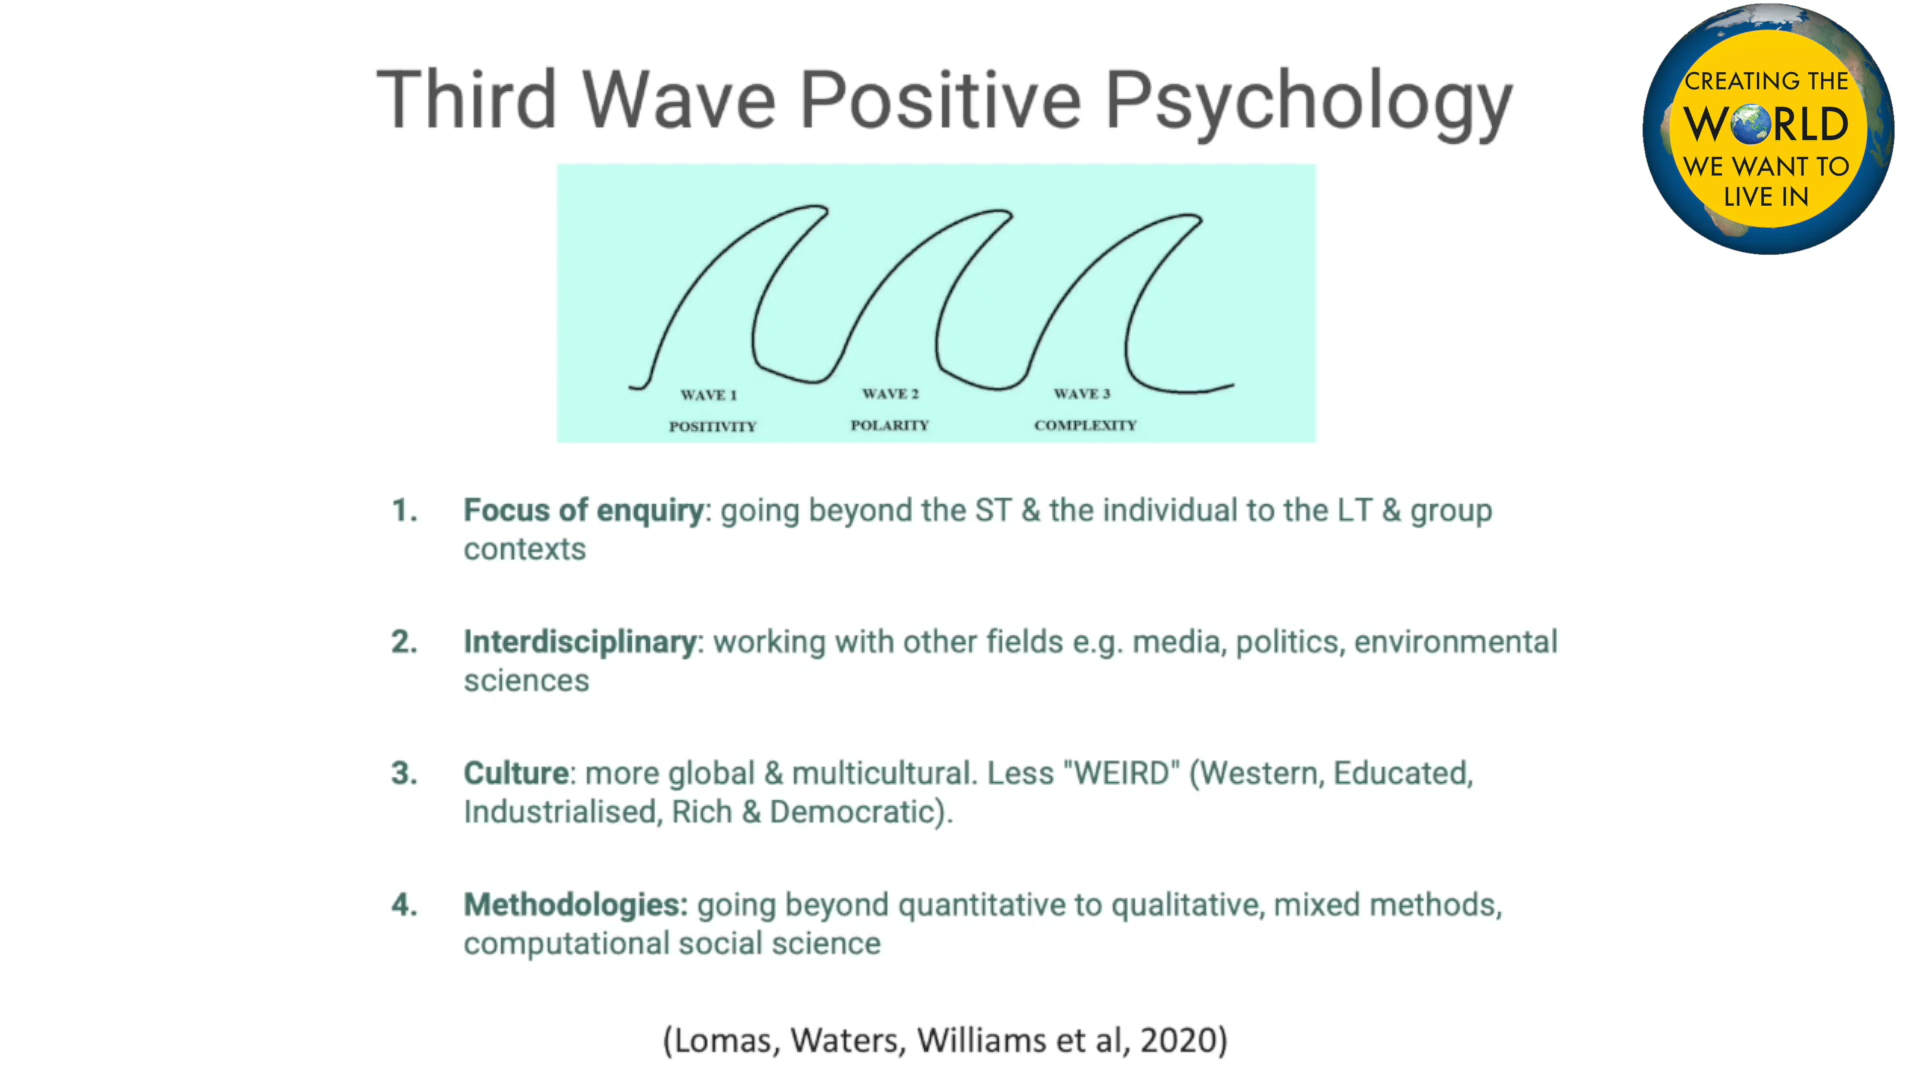 Third Wave Positive Psychology
CREATING THE
WORLD
WE WANT TO
LIVE IN
WAVE 1
WAVE 2
WAVE 3
POSITIVITY
POLARITY
COMPLEXITY
1. Focus of enquiry: going beyond the ST & the individual to the LT & group
contexts
2. Interdisciplinary: working with other fields e.g. media, politics, environmental
sciences
3. Culture: more global & multicultural. Less "WEIRD" (Western, Educated,
Industrialised, Rich & Democratic).
4. Methodologies: going beyond quantitative to qualitative, mixed methods,
computational social science
(Lomas, Waters, Williams et al, 2020)